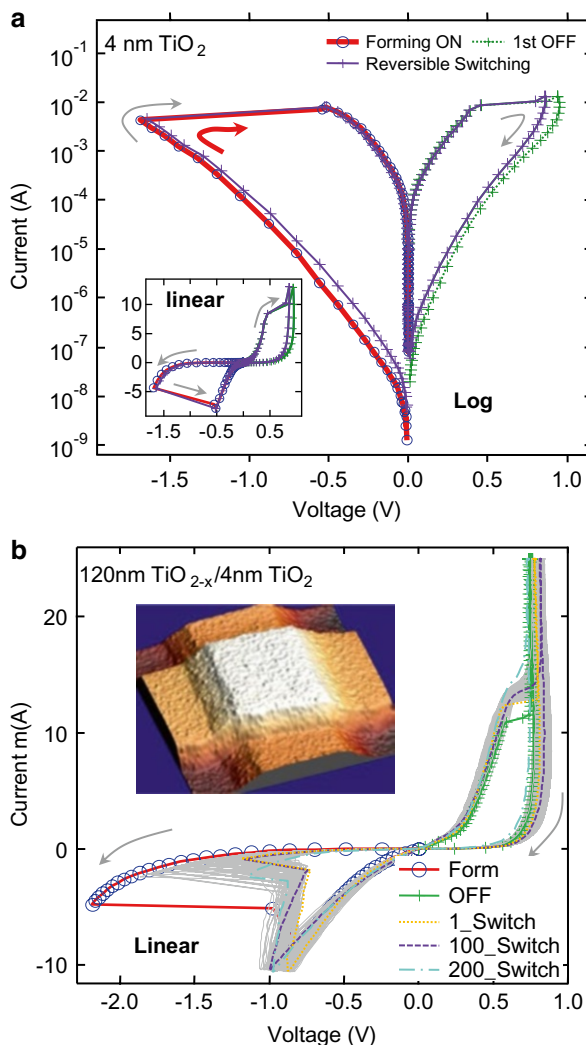 a
4 nm TiO2
Forming ON
1st OFF
Reversible Switching
10-1
10-2
10-3
10-4
10-5
10-6
10-7
10-8
10-9
Current (A)
linear
10
5
0
-5
-1.5
-0.5
0.5
Log
-1.5
-1.0
-0.5
0.0
0.5
1.0
Voltage (V)
b
120nm TiO2-x/4nm TiO2
20
10
0
-10
Current m(A)
Linear
Form
OFF
1_Switch
100_Switch
200_Switch
-2.0
-1.5
-1.0
-0.5
0.0
0.5
1.0
Voltage (V)